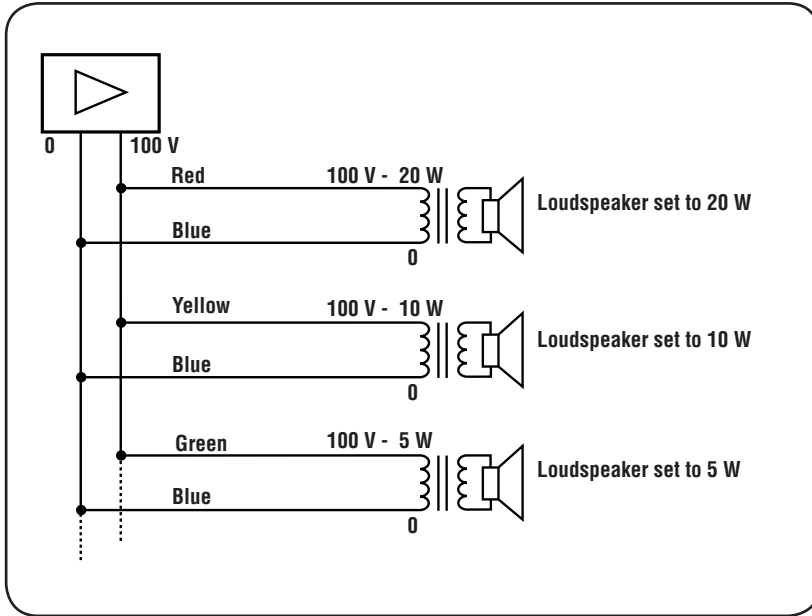 0
100 V
Red
100 V - 20 W
Loudspeaker set to 20 W
Blue
0
Yellow
100 V - 10 W
Loudspeaker set to 10 W
Blue
0
Green
100 V - 5 W
Loudspeaker set to 5 W
Blue
0